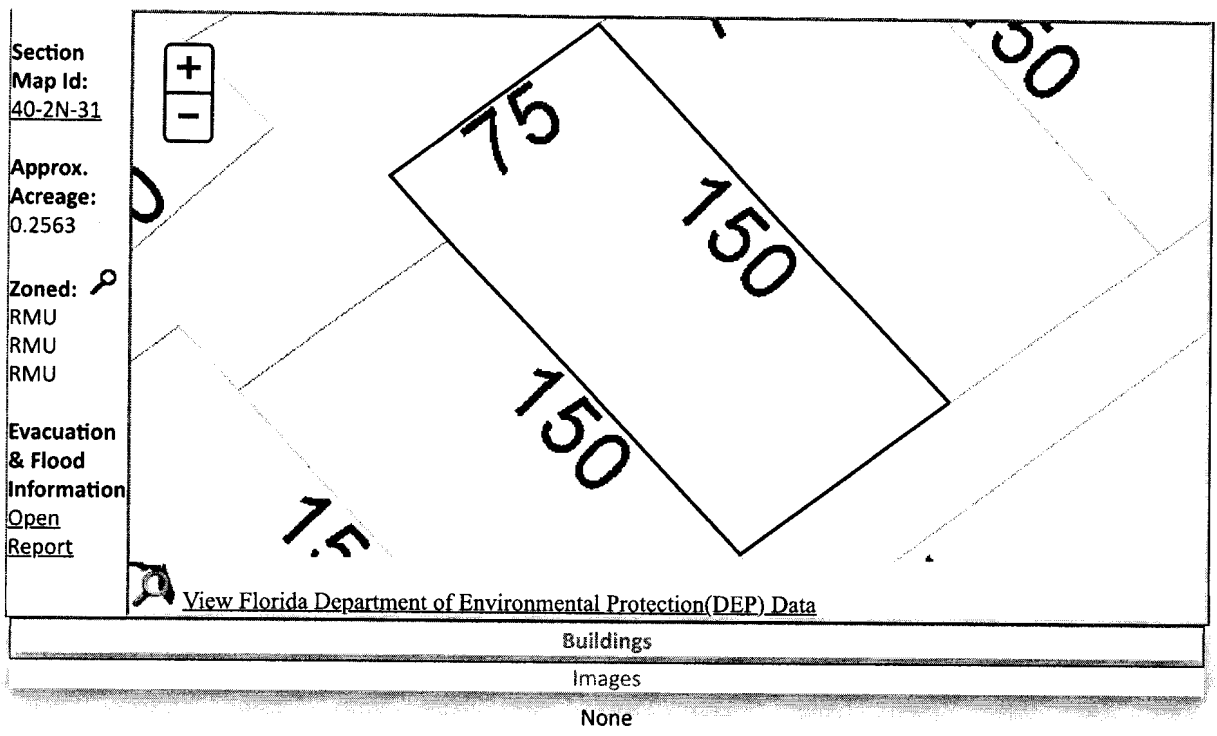 Section
Map Id:
40-2N-31
Approx.
Acreage:
0.2563
Zoned:
RMU
RMU
RMU
Evacuation
& Flood
Information
Open
Report
+
−
75
150
150
View Florida Department of Environmental Protection(DEP) Data
Buildings
Images
None